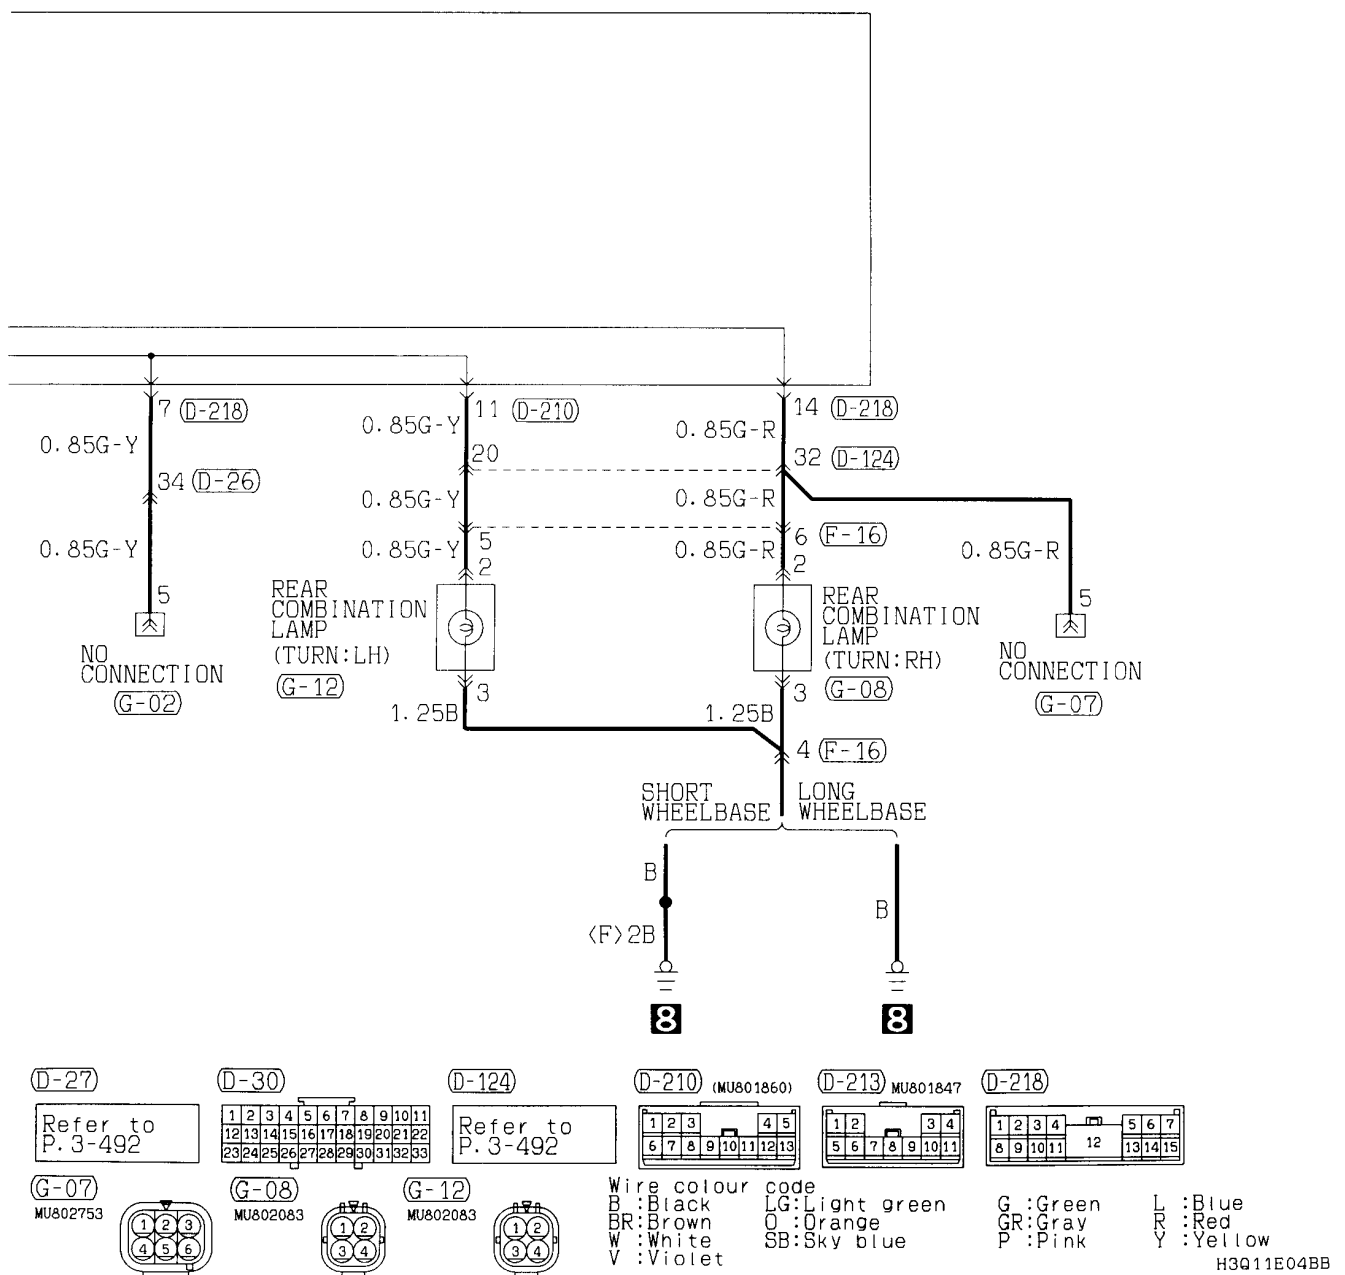 7 (D-218)
11 (D-210)
14 (D-218)
0.85G-Y
0.85G-Y
0.85G-R
20
32 (D-124)
34 (D-26)
0.85G-Y
0.85G-R
0.85G-Y
0.85G-Y
0.85G-R
0.85G-R
5
6 (F-16)
2
2
5
5
REAR
COMBINATION
LAMP
(TURN:LH)
(G-12)
REAR
COMBINATION
LAMP
(TURN:RH)
(G-08)
NO
CONNECTION
(G-02)
NO
CONNECTION
(G-07)
3
3
1.25B
1.25B
4 (F-16)
SHORT
WHEELBASE
LONG
WHEELBASE
B
B
<F>2B
8
8
(D-27)
Refer to
P.3-492
(D-30)
1 2 3 4 5 6 7 8 9 10 11
12 13 14 15 16 17 18 19 20 21 22
23 24 25 26 27 28 29 30 31 32 33
(D-124)
Refer to
P.3-492
(D-210) (MU801860)
1 2 3 4 5
6 7 8 9 10 11 12 13
(D-213) MU801847
1 2 3 4
5 6 7 8 9 10 11
(D-218)
1 2 3 4 5 6 7
8 9 10 11 12 13 14 15
(G-07)
MU802753
1 2 3
4 5 6
(G-08)
MU802083
1 2
3 4
(G-12)
MU802083
1 2
3 4
Wire colour code
B :Black LG:Light green G :Green L :Blue
BR:Brown O :Orange GR:Gray R :Red
W :White SB:Sky blue P :Pink Y :Yellow
V :Violet
H3Q11E04BB